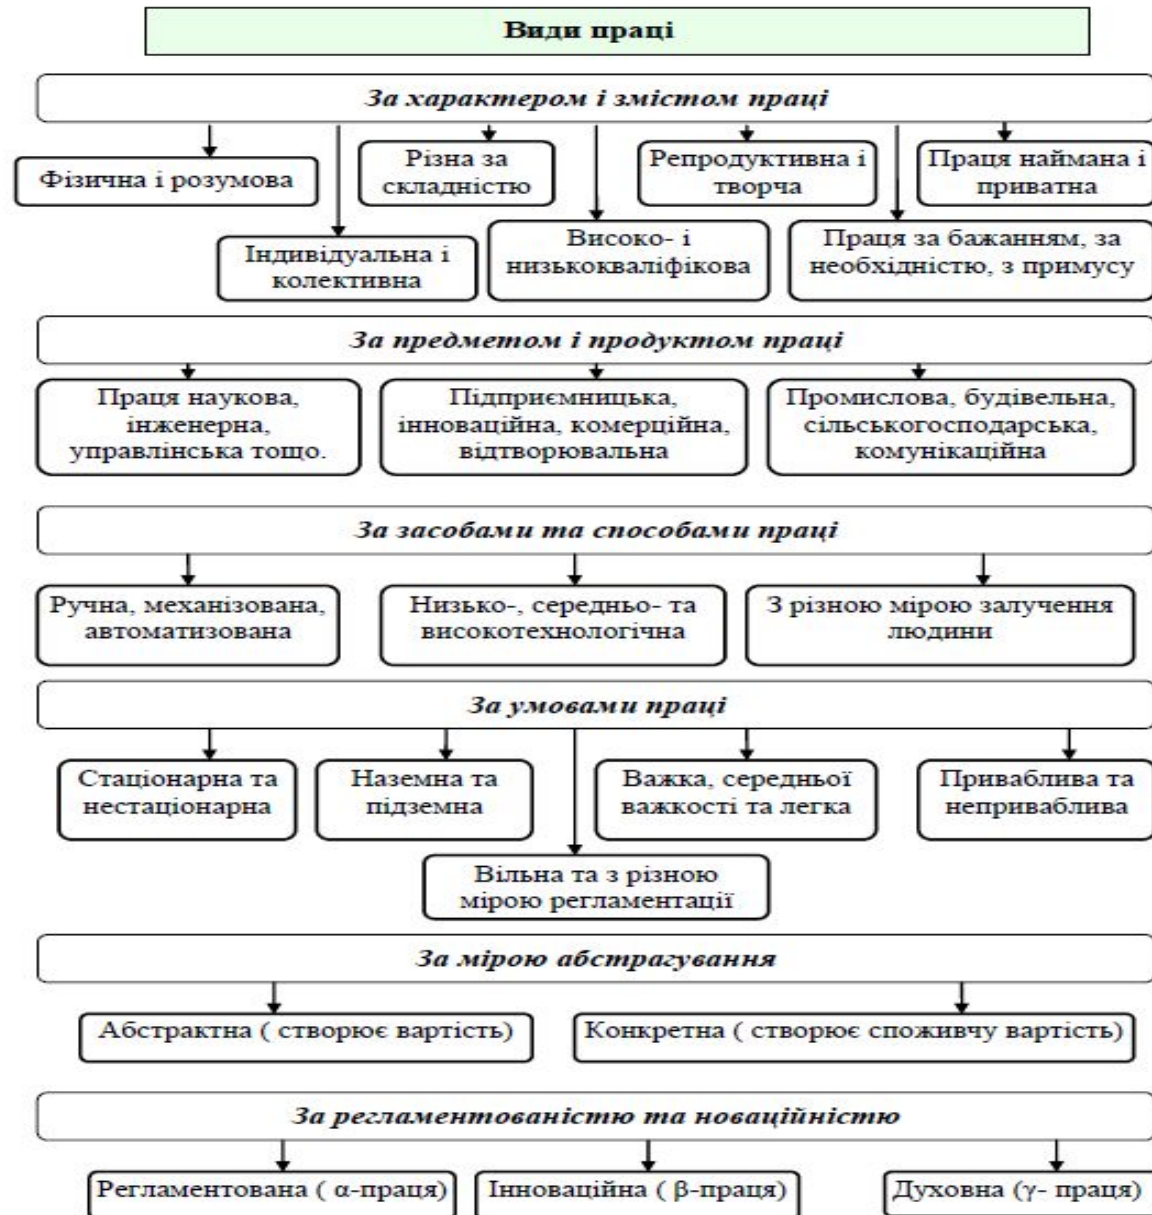 Види праці
За характером і змістом праці
Фізична і розумова
Різна за
складністю
Репродуктивна і
творча
Праця наймана і
приватна
Індивідуальна і
колективна
Високо- і
низькокваліфікова
Праця за бажанням, за
необхідністю, з примусу
За предметом і продуктом праці
Праця наукова,
інженерна,
управлінська тощо.
Підприємницька,
інноваційна, комерційна,
відтворювальна
Промислова, будівельна,
сільськогосподарська,
комунікаційна
За засобами та способами праці
Ручна, механізована,
автоматизована
Низько-, середньо- та
високотехнологічна
З різною мірою залучення
людини
За умовами праці
Стаціонарна та
нестаціонарна
Наземна та
підземна
Важка, середньої
важкості та легка
Приваблива та
неприваблива
Вільна та з різною
мірою регламентації
За мірою абстрагування
Абстрактна ( створює вартість)
Конкретна ( створює споживчу вартість)
За регламентованістю та новаційністю
Регламентована ( α-праця)
Інноваційна ( β-праця)
Духовна (γ- праця)